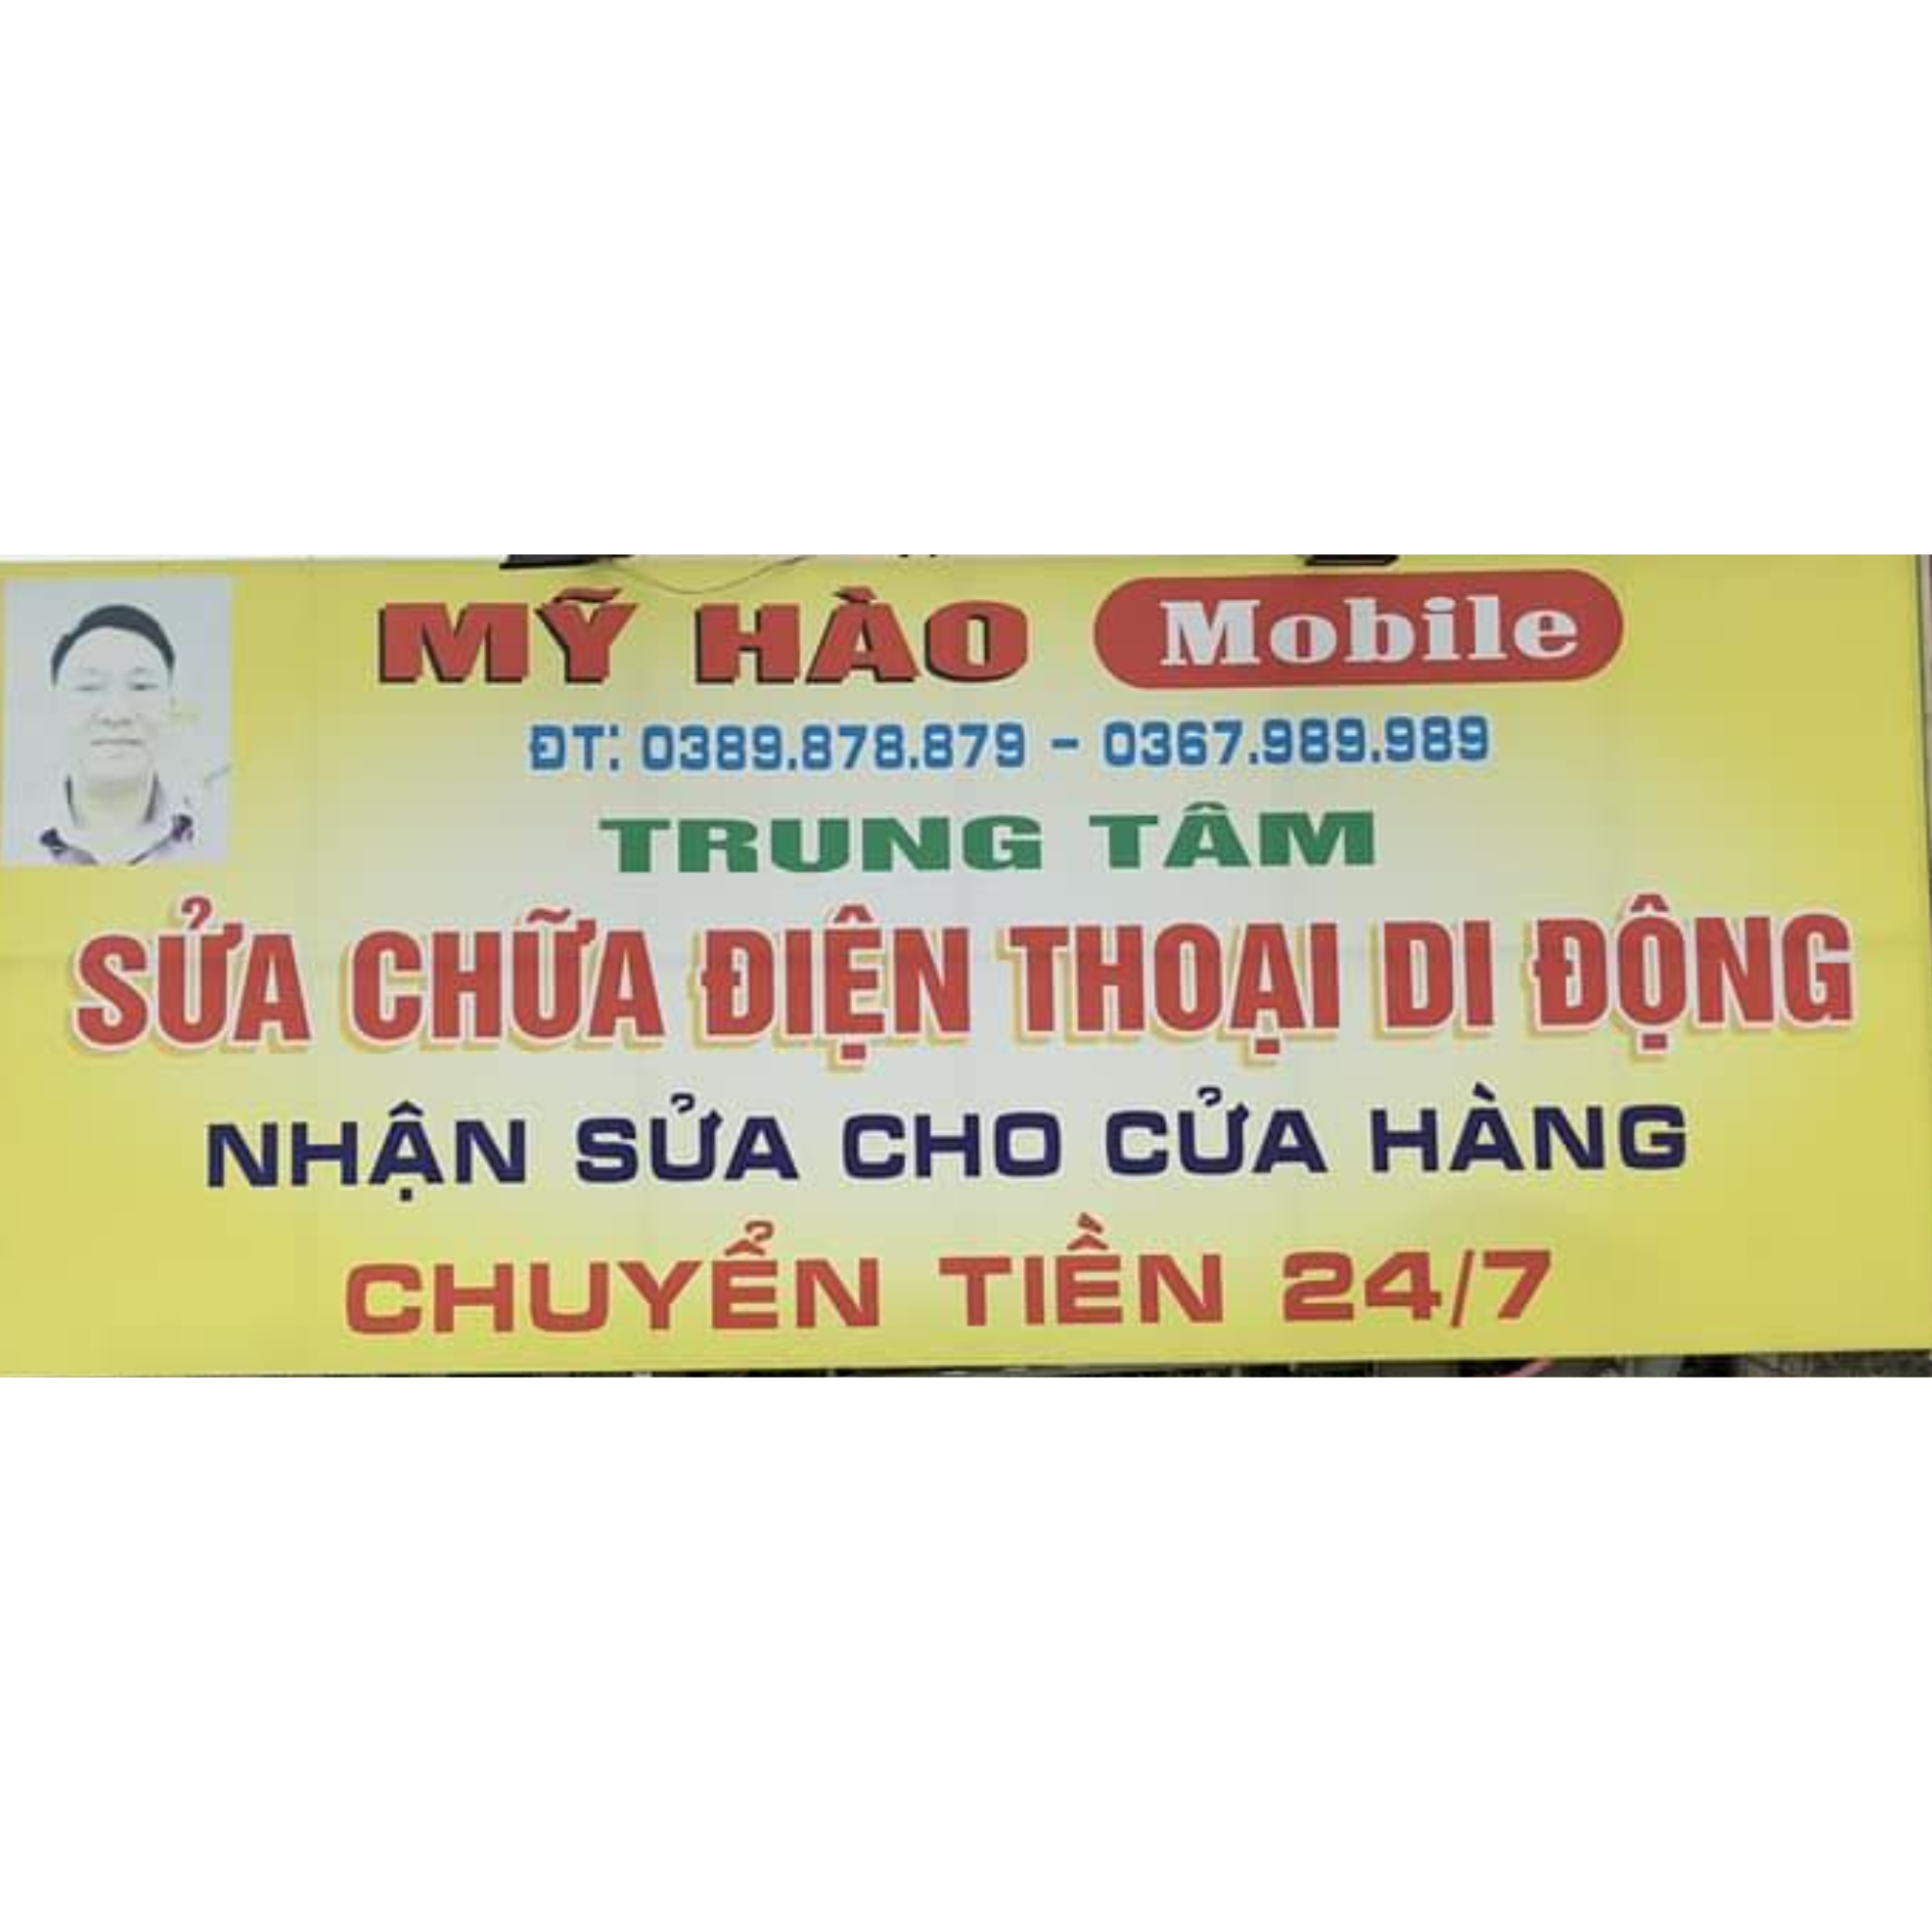 MỸ HÀO Mobile
ĐT: 0389.878.879 - 0367.989.989
TRUNG TÂM
SỬA CHỮA ĐIỆN THOẠI DI ĐỘNG
NHẬN SỬA CHO CỬA HÀNG
CHUYỂN TIỀN 24/7